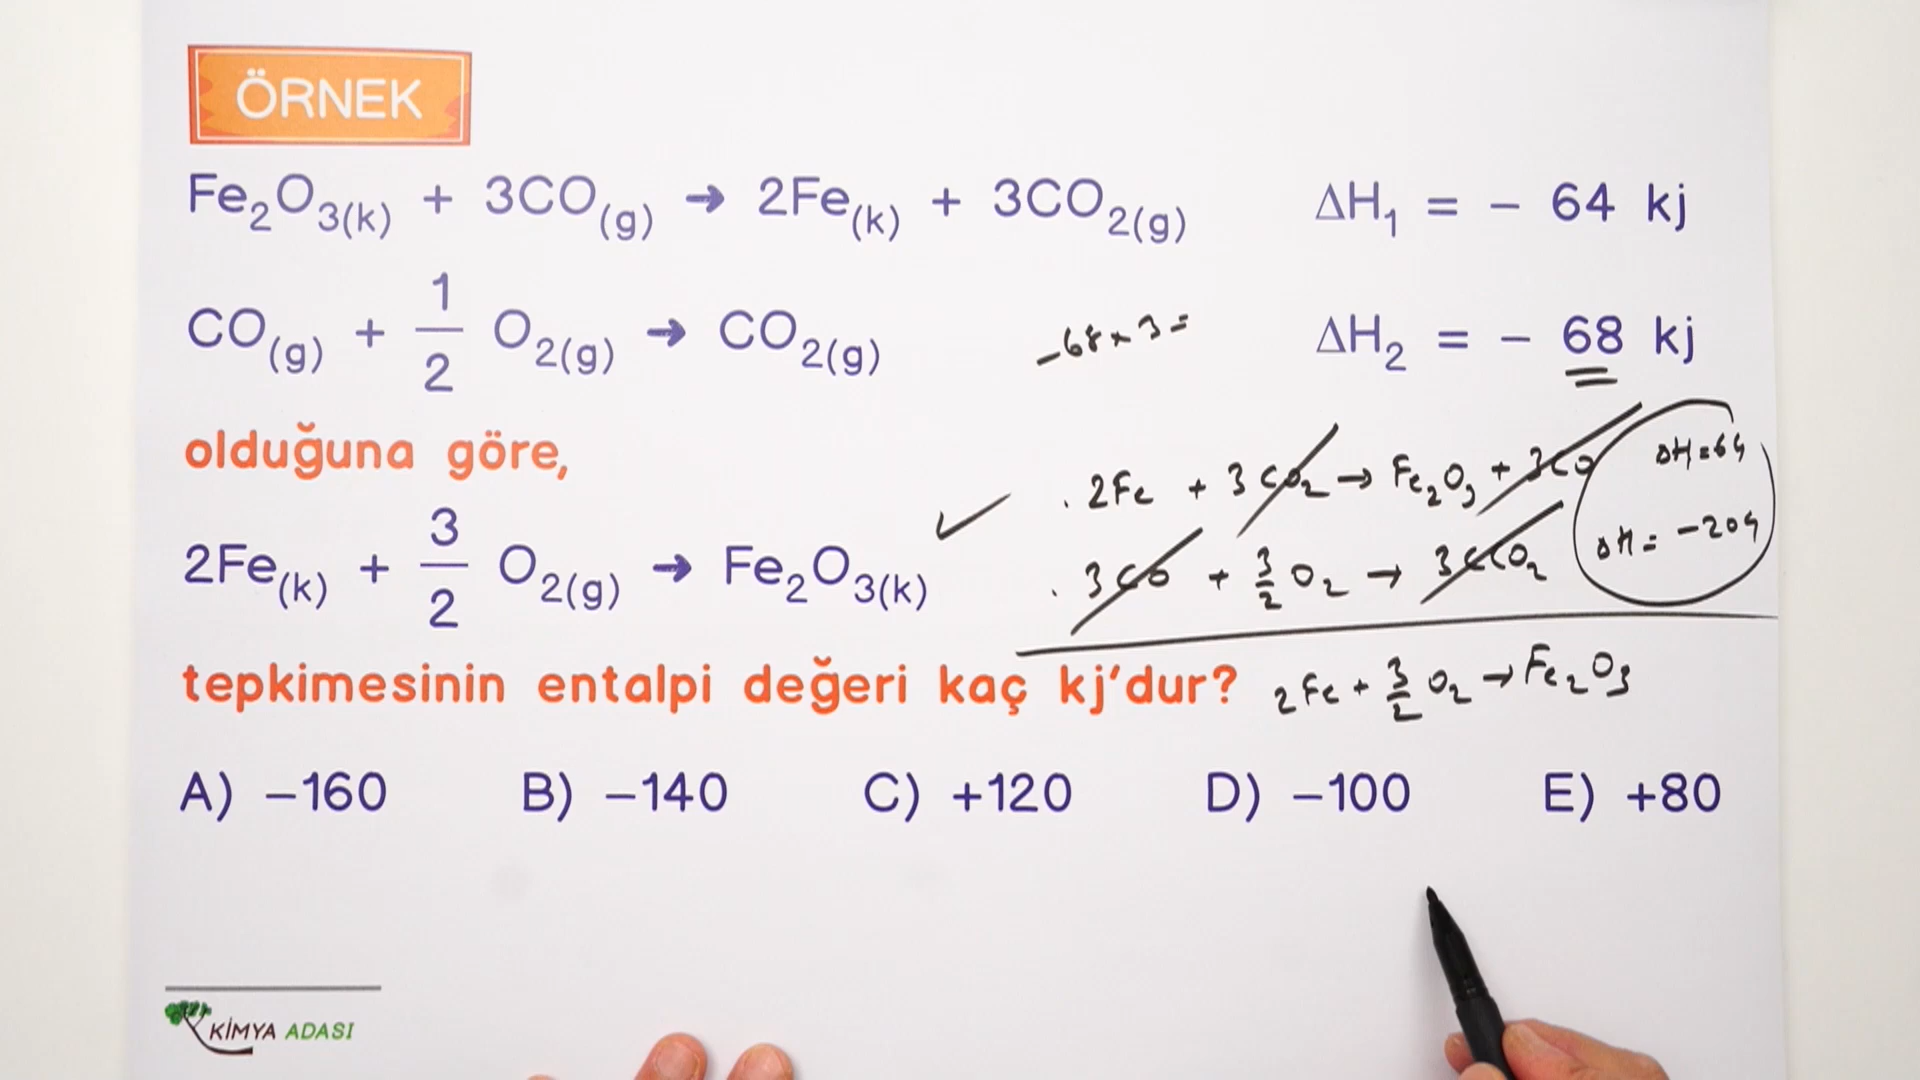 ÖRNEK
Fe₂O₃(k) + 3CO(g) → 2Fe(k) + 3CO₂(g) ΔH₁ = – 64 kj
CO(g) + 1/2 O₂(g) → CO₂(g) –68×3= ΔH₂ = – 68 kj
olduğuna göre,
2Fe(k) + 3/2 O₂(g) → Fe₂O₃(k)
. 2Fe + 3CO₂ → Fe₂O₃ + 3CO ΔH=64
. 3CO + 3/2 O₂ → 3CO₂ ΔH= –204
tepkimesinin entalpi değeri kaç kj’dur?
2Fe + 3/2 O₂ → Fe₂O₃
A) –160 B) –140 C) +120 D) –100 E) +80
KİMYA ADASI